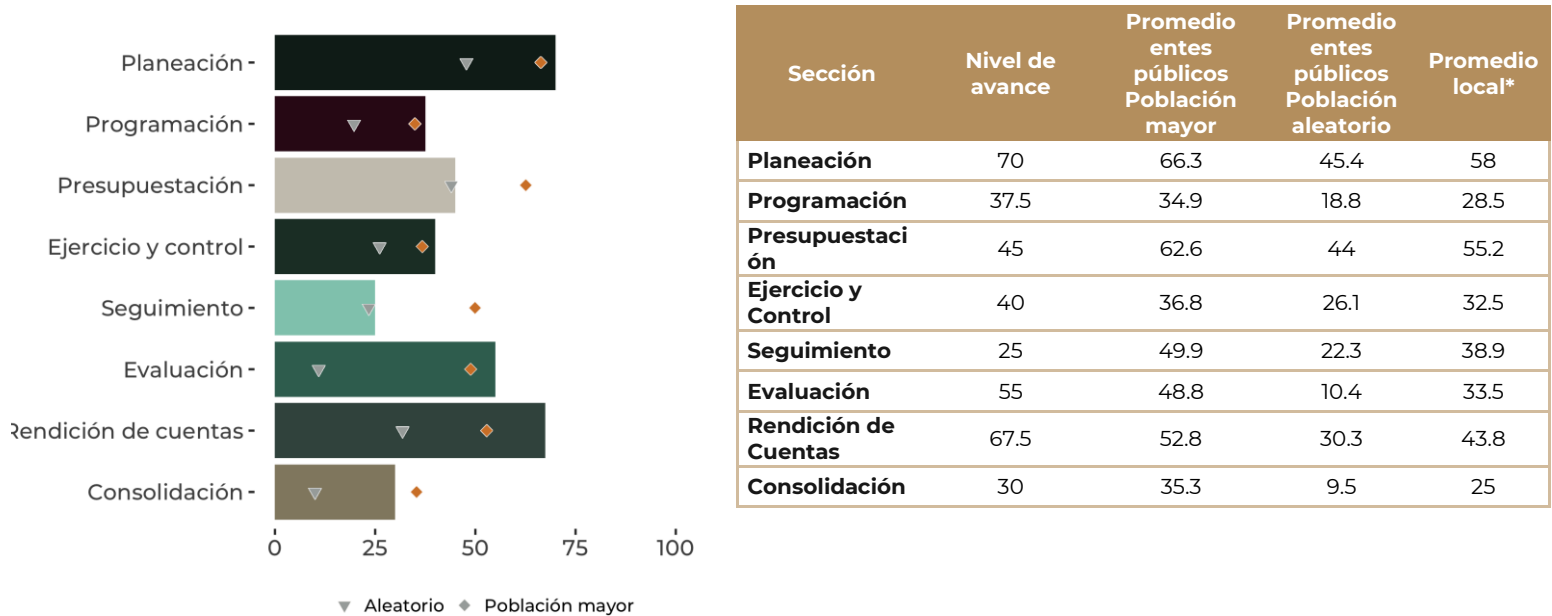 Planeación
Programación
Presupuestación
Ejercicio y control
Seguimiento
Evaluación
Rendición de cuentas
Consolidación
0 25 50 75 100
Aleatorio Población mayor
Sección Nivel de avance Promedio entes públicos Población mayor Promedio entes públicos Población aleatorio Promedio local*
Planeación 70 66.3 45.4 58
Programación 37.5 34.9 18.8 28.5
Presupuestaci
ón 45 62.6 44 55.2
Ejercicio y
Control 40 36.8 26.1 32.5
Seguimiento 25 49.9 22.3 38.9
Evaluación 55 48.8 10.4 33.5
Rendición de
Cuentas 67.5 52.8 30.3 43.8
Consolidación 30 35.3 9.5 25